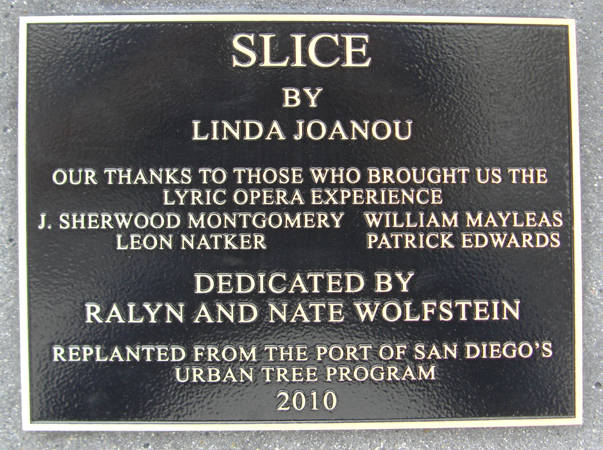 SLICE
BY
LINDA JOANOU
OUR THANKS TO THOSE WHO BROUGHT US THE
LYRIC OPERA EXPERIENCE
J. SHERWOOD MONTGOMERY WILLIAM MAYLEAS
LEON NATKER PATRICK EDWARDS
DEDICATED BY
RALYN AND NATE WOLFSTEIN
REPLANTED FROM THE PORT OF SAN DIEGO'S
URBAN TREE PROGRAM
2010